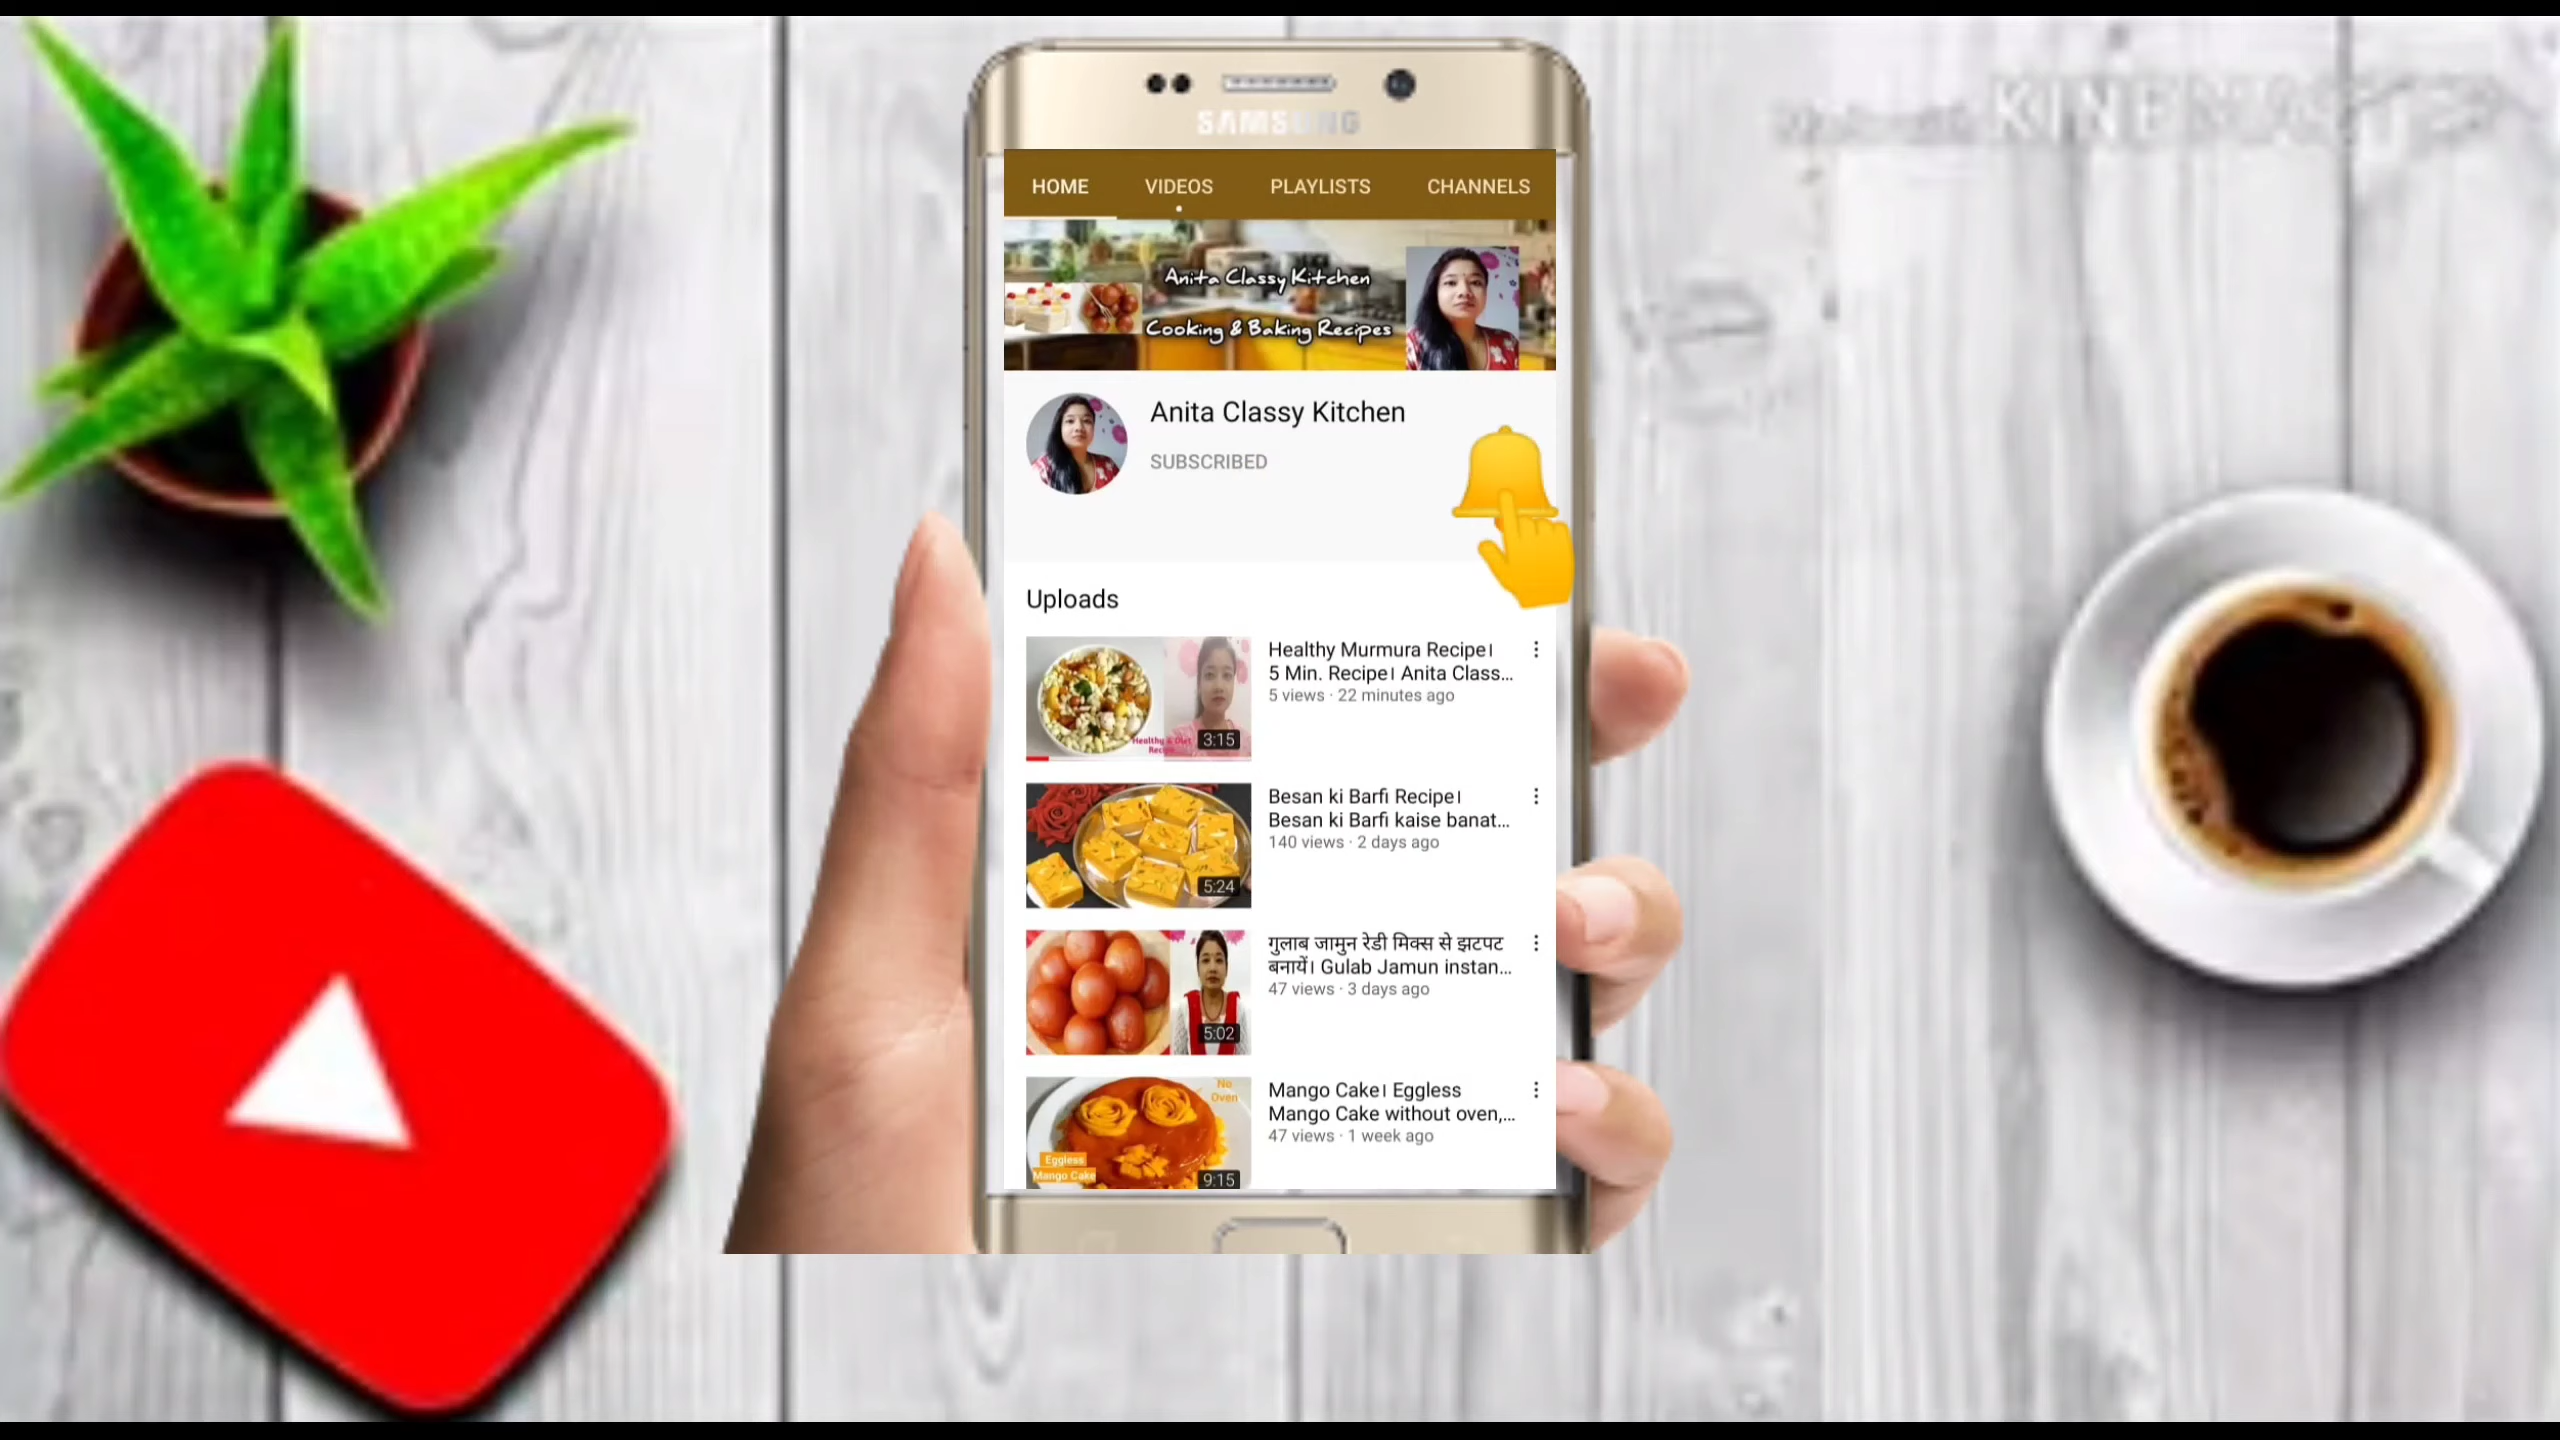 KINEMASTER
SAMSUNG
HOME VIDEOS PLAYLISTS CHANNELS
Anita Classy Kitchen
Cooking & Baking Recipes
Anita Classy Kitchen
SUBSCRIBED
Uploads
Healthy Murmura Recipe।
5 Min. Recipe। Anita Class...
5 views · 22 minutes ago
Healthy & Diet
Recipe
3:15
Besan ki Barfi Recipe।
Besan ki Barfi kaise banat...
140 views · 2 days ago
5:24
गुलाब जामुन रेडी मिक्स से झटपट
बनायें। Gulab Jamun instan...
47 views · 3 days ago
5:02
Mango Cake। Eggless
Mango Cake without oven,...
47 views · 1 week ago
No
Oven
Eggless
Mango Cake
9:15